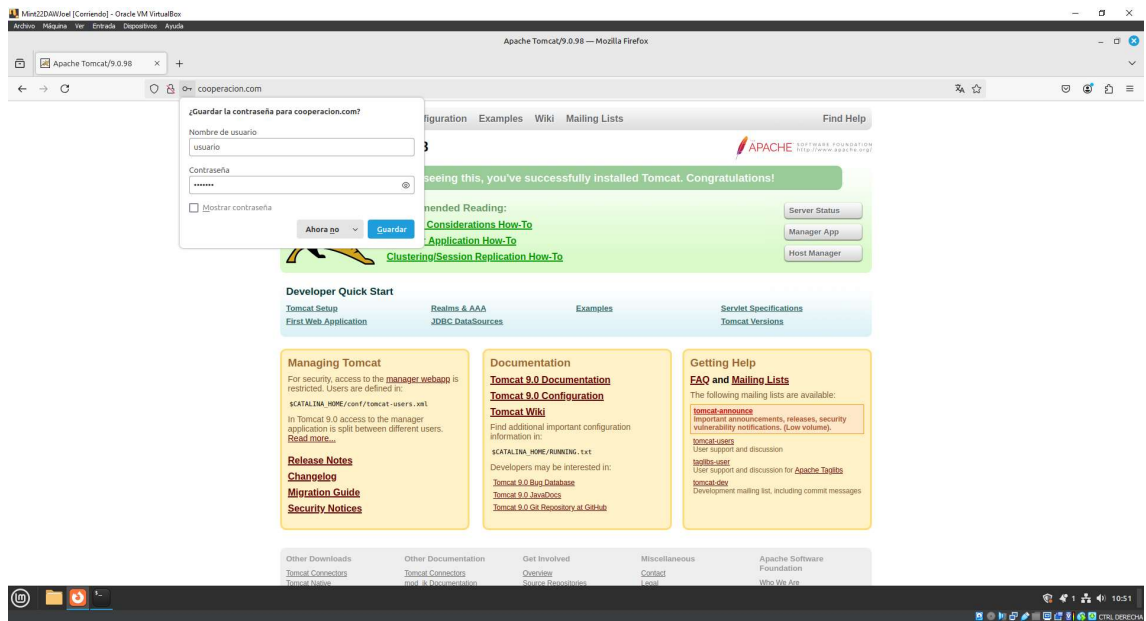 Mint22DAWJoel [Corriendo] - Oracle VM VirtualBox
Archivo Máquina Ver Entrada Dispositivos Ayuda
Apache Tomcat/9.0.98 — Mozilla Firefox
Apache Tomcat/9.0.98
cooperacion.com
¿Guardar la contraseña para cooperacion.com?
Nombre de usuario
usuario
Contraseña
•••••••
Mostrar contraseña
Ahora no
Guardar
figuration Examples Wiki Mailing Lists Find Help
APACHE SOFTWARE FOUNDATION
http://www.apache.org/
seeing this, you've successfully installed Tomcat. Congratulations!
mended Reading:
Considerations How-To
Application How-To
Clustering/Session Replication How-To
Server Status
Manager App
Host Manager
Developer Quick Start
Tomcat Setup Realms & AAA Examples Servlet Specifications
First Web Application JDBC DataSources Tomcat Versions
Managing Tomcat
For security, access to the manager webapp is
restricted. Users are defined in:
$CATALINA_HOME/conf/tomcat-users.xml
In Tomcat 9.0 access to the manager
application is split between different users.
Read more...
Release Notes
Changelog
Migration Guide
Security Notices
Documentation
Tomcat 9.0 Documentation
Tomcat 9.0 Configuration
Tomcat Wiki
Find additional important configuration
information in:
$CATALINA_HOME/RUNNING.txt
Developers may be interested in:
Tomcat 9.0 Bug Database
Tomcat 9.0 JavaDocs
Tomcat 9.0 Git Repository at GitHub
Getting Help
FAQ and Mailing Lists
The following mailing lists are available:
tomcat-announce
Important announcements, releases, security
vulnerability notifications. (Low volume).
tomcat-users
User support and discussion
taglibs-user
User support and discussion for Apache Taglibs
tomcat-dev
Development mailing list, including commit messages
Other Downloads Other Documentation Get Involved Miscellaneous Apache Software
Foundation
Tomcat Connectors Tomcat Connectors Overview Contact
Tomcat Native mod_jk Documentation Source Repositories Legal Who We Are
1 10:51
CTRL DERECHA